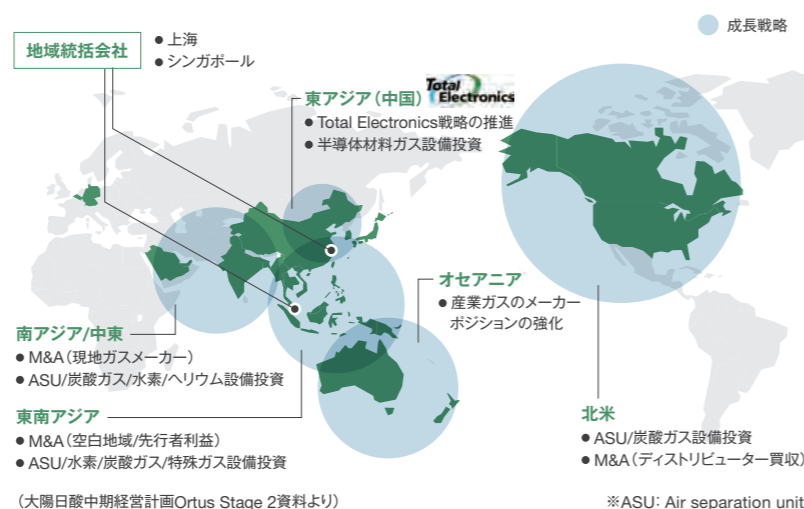 成長戦略
地域統括会社
● 上海
● シンガポール
東アジア（中国）
Total
Electronics
● Total Electronics戦略の推進
● 半導体材料ガス設備投資
オセアニア
● 産業ガスのメーカー
ポジションの強化
南アジア/中東
● M&A（現地ガスメーカー）
● ASU/炭酸ガス/水素/ヘリウム設備投資
東南アジア
● M&A（空白地域/先行者利益）
● ASU/水素/炭酸ガス/特殊ガス設備投資
北米
● ASU/炭酸ガス設備投資
● M&A（ディストリビューター買収）
（大陽日酸中期経営計画Ortus Stage 2資料より）
※ASU: Air separation unit